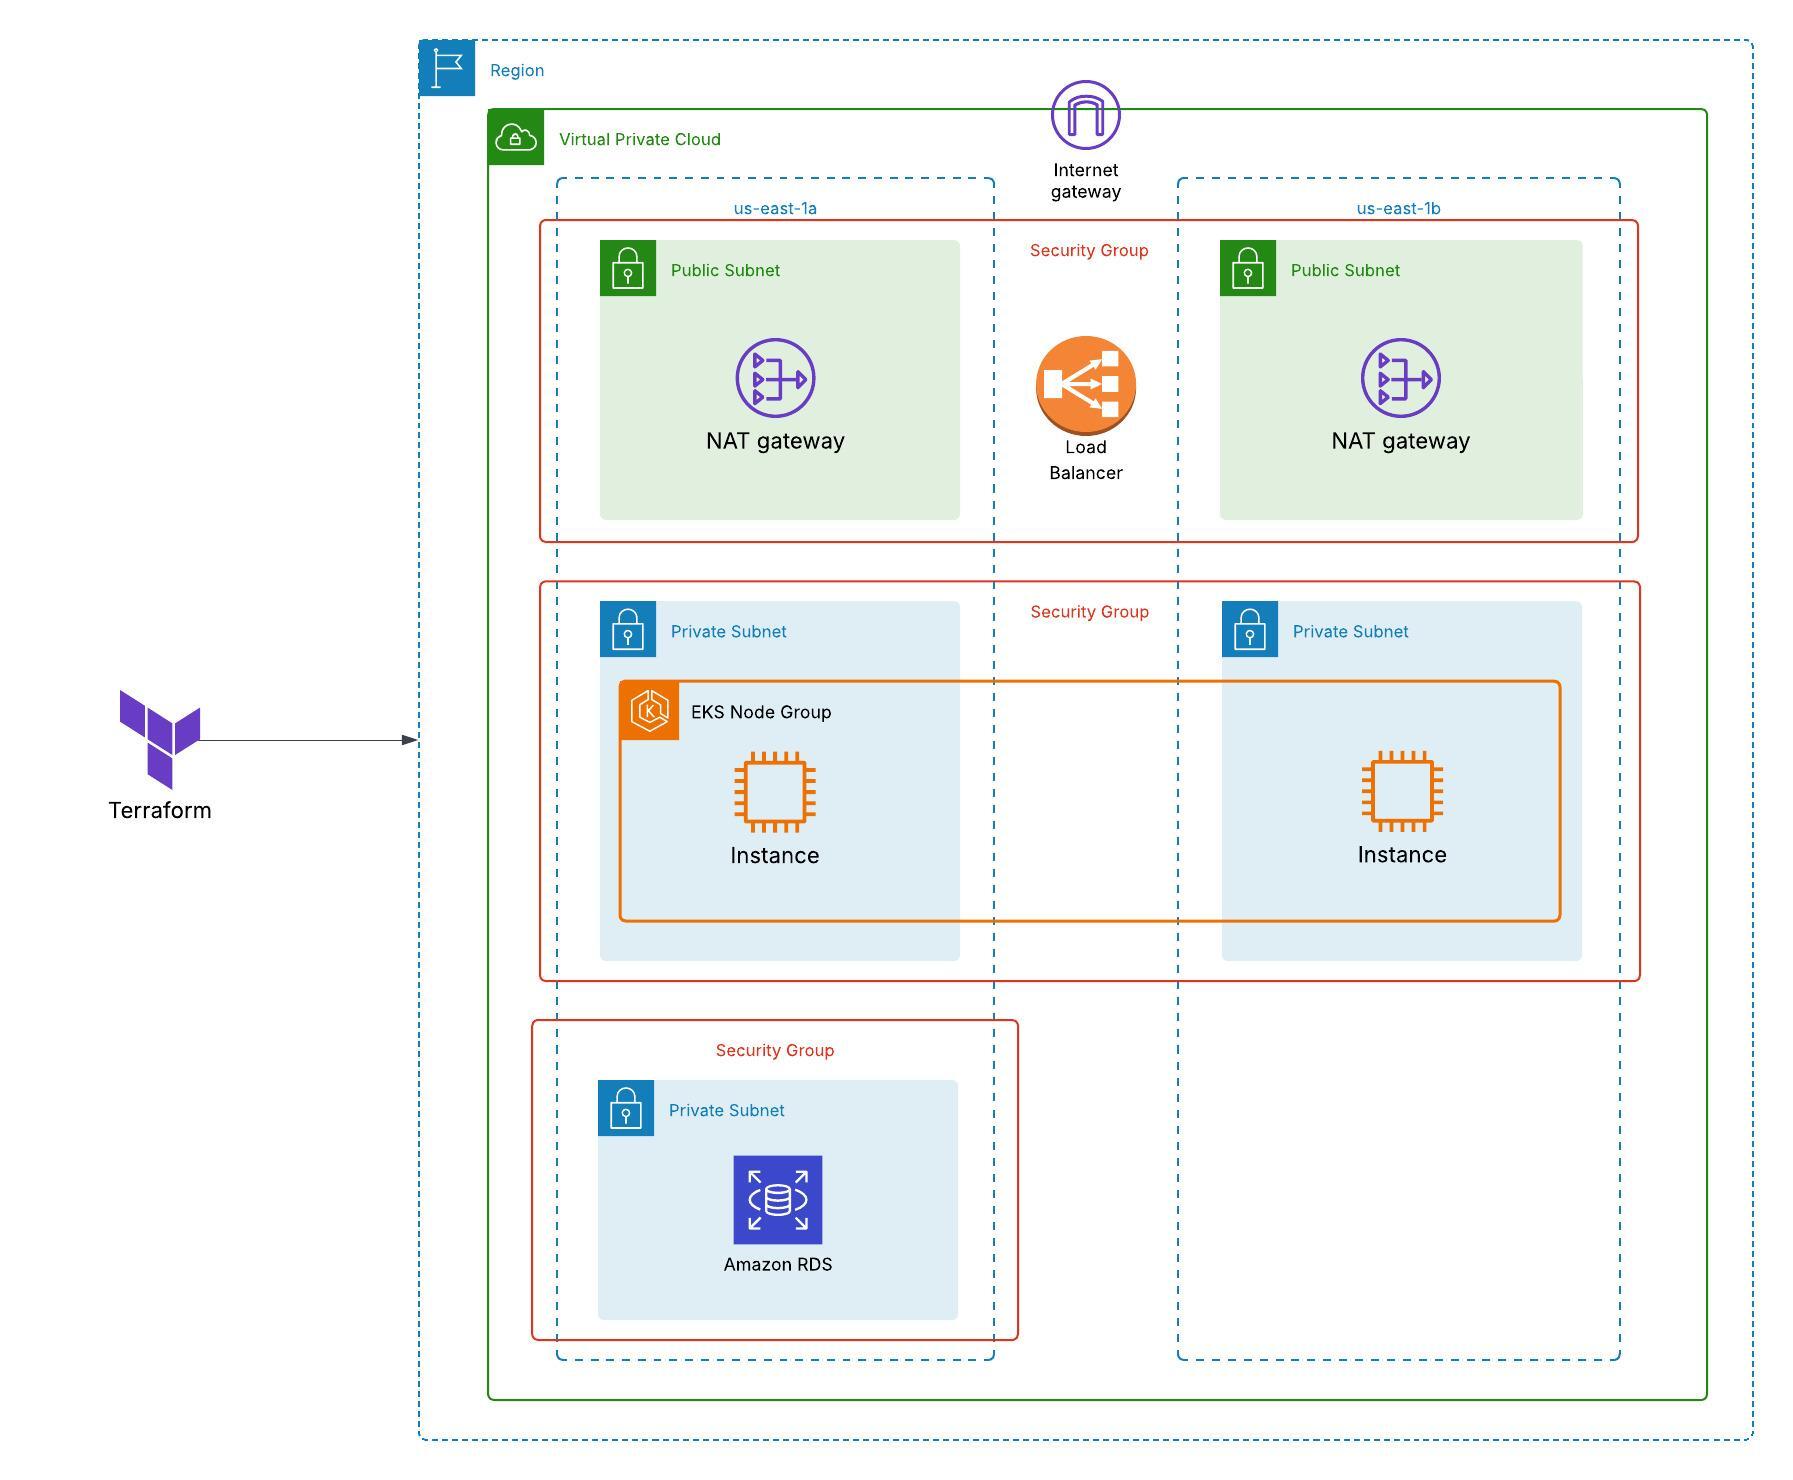 Region
Virtual Private Cloud
Internet
gateway
us-east-1a
us-east-1b
Security Group
Public Subnet
Public Subnet
NAT gateway
Load
Balancer
NAT gateway
Security Group
Private Subnet
Private Subnet
EKS Node Group
Instance
Instance
Terraform
Security Group
Private Subnet
Amazon RDS